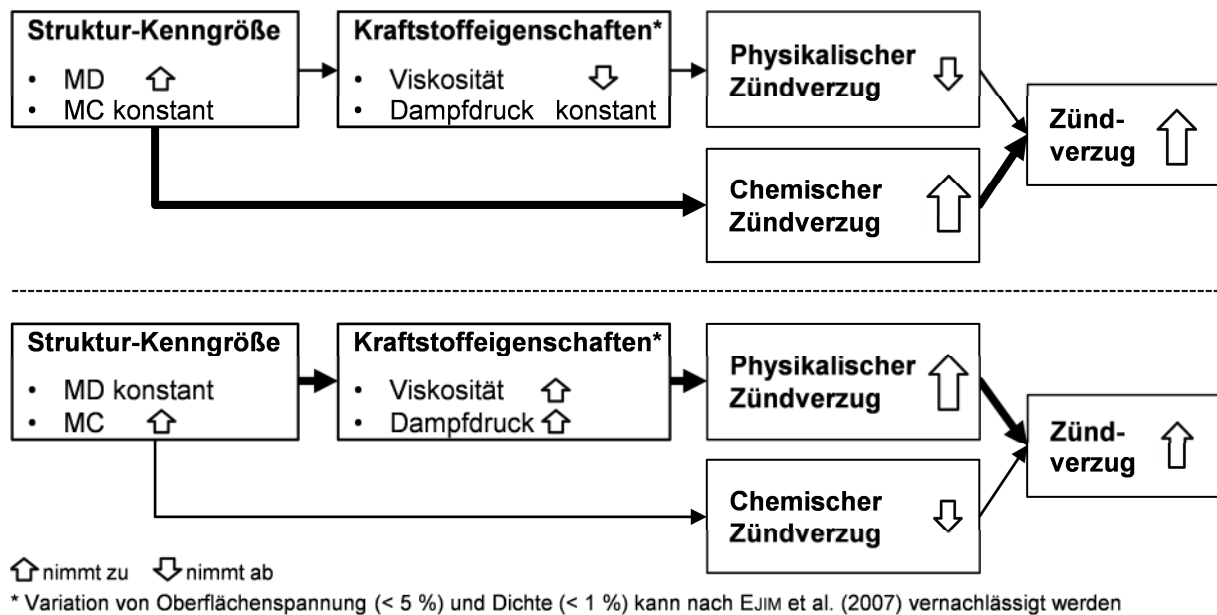 Struktur-Kenngröße
• MD
• MC konstant
Kraftstoffeigenschaften*
• Viskosität
• Dampfdruck konstant
Physikalischer
Zündverzug
Chemischer
Zündverzug
Zünd-
verzug
Struktur-Kenngröße
• MD konstant
• MC
Kraftstoffeigenschaften*
• Viskosität
• Dampfdruck
Physikalischer
Zündverzug
Chemischer
Zündverzug
Zünd-
verzug
nimmt zu nimmt ab
* Variation von Oberflächenspannung (< 5 %) und Dichte (< 1 %) kann nach EJIM et al. (2007) vernachlässigt werden